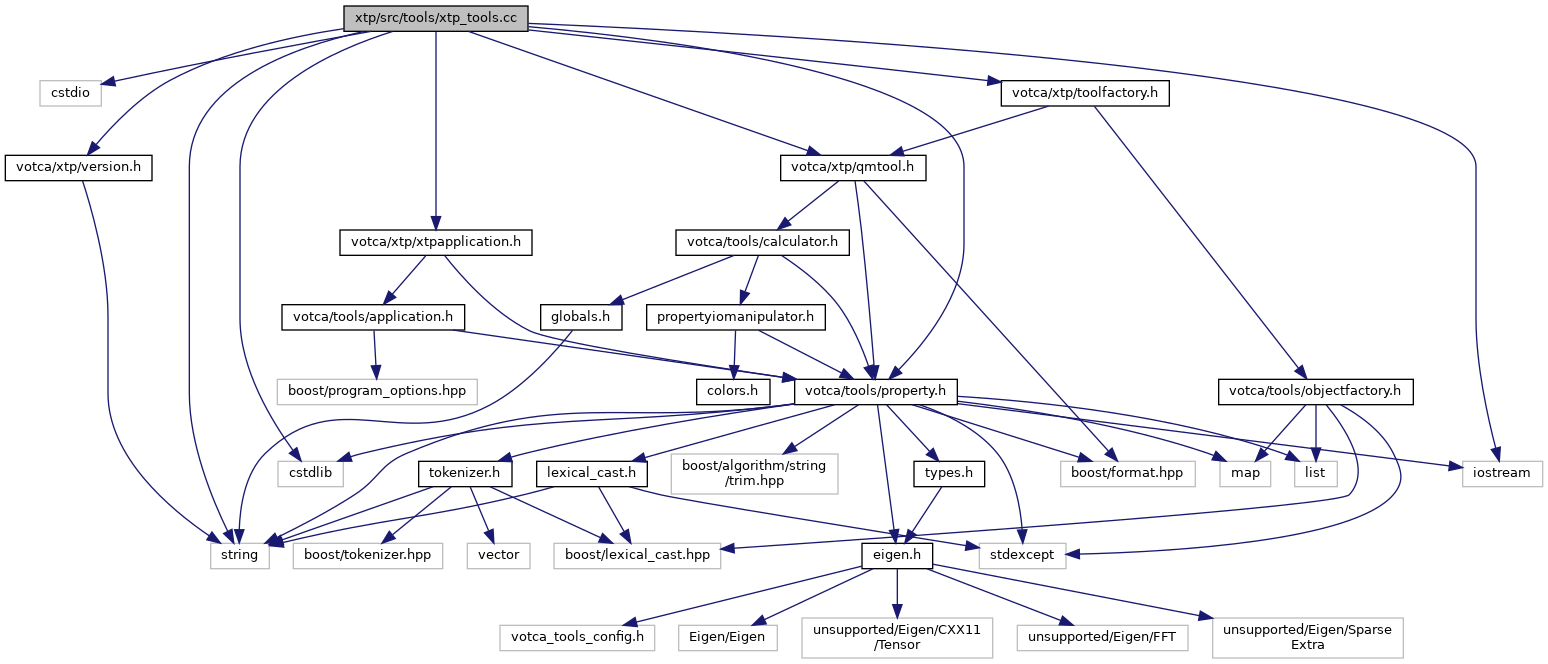 xtp/src/tools/xtp_tools.cc
cstdio
votca/xtp/toolfactory.h
votca/xtp/version.h
votca/xtp/qmtool.h
votca/xtp/xtpapplication.h
votca/tools/calculator.h
votca/tools/application.h
globals.h
propertyiomanipulator.h
boost/program_options.hpp
colors.h
votca/tools/property.h
votca/tools/objectfactory.h
cstdlib
tokenizer.h
lexical_cast.h
boost/algorithm/string
/trim.hpp
types.h
boost/format.hpp
map
list
iostream
string
boost/tokenizer.hpp
vector
boost/lexical_cast.hpp
eigen.h
stdexcept
votca_tools_config.h
Eigen/Eigen
unsupported/Eigen/CXX11
/Tensor
unsupported/Eigen/FFT
unsupported/Eigen/Sparse
Extra